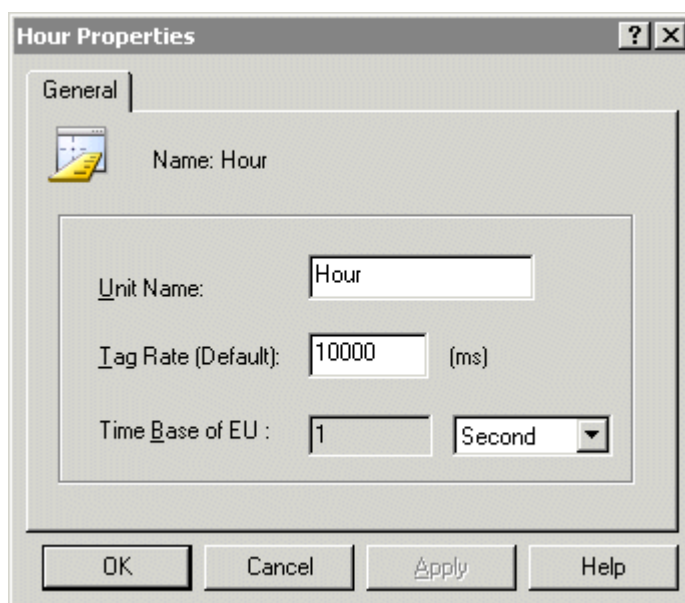 Hour Properties
General
Name: Hour
Unit Name: Hour
Tag Rate (Default): 10000 (ms)
Time Base of EU : 1 Second
OK Cancel Apply Help